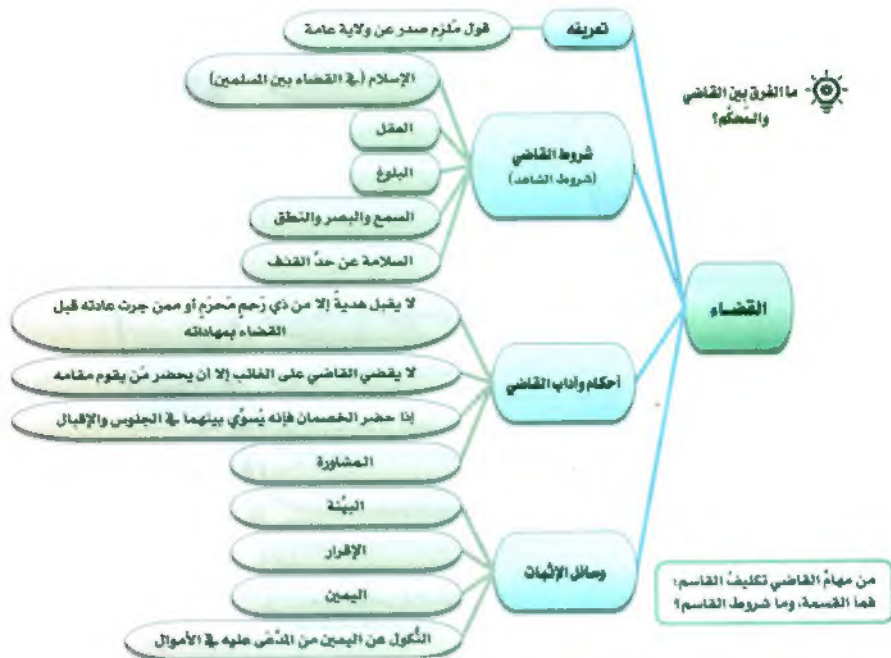 القضاء
تعريفه
قول مُلزِم صدر عن ولاية عامة
ما الفرق بين القاضي
والمُحكَّم؟
شروط القاضي
(شروط الشاهد)
الإسلام (في القضاء بين المسلمين)
العقل
البلوغ
السمع والبصر والنطق
السلامة عن حدِّ القذف
أحكام وآداب القاضي
لا يقبل هديةً إلا من ذي رَحمٍ مَحرَمٍ أو ممن جرت عادته قبل
القضاء بمهاداته
لا يقضي القاضي على الغائب إلا أن يحضر مَن يقوم مقامه
إذا حضر الخصمان فإنه يُسوِّي بينهما في الجلوس والإقبال
المشاورة
وسائل الإثبات
البيِّنة
الإقرار
اليمين
النُّكول عن اليمين من المدَّعى عليه في الأموال
من مهامِّ القاضي تكليفُ القاسم؛
فما القسمة، وما شروط القاسم؟